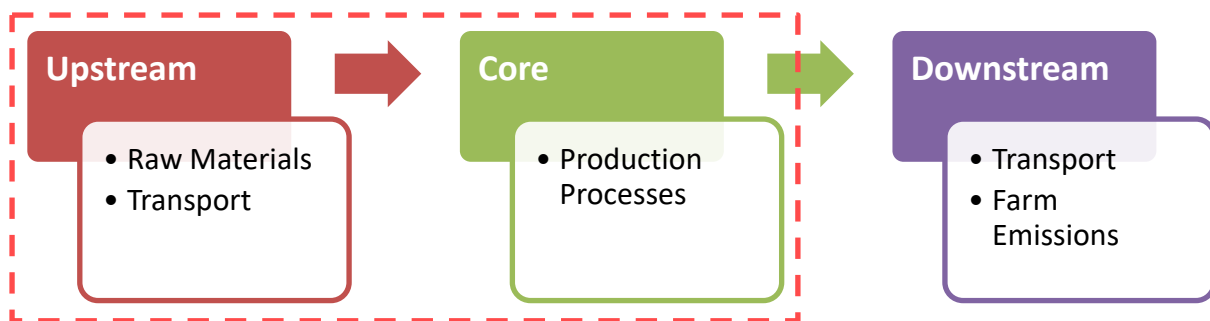 Upstream
• Raw Materials
• Transport
Core
• Production
Processes
Downstream
• Transport
• Farm
Emissions